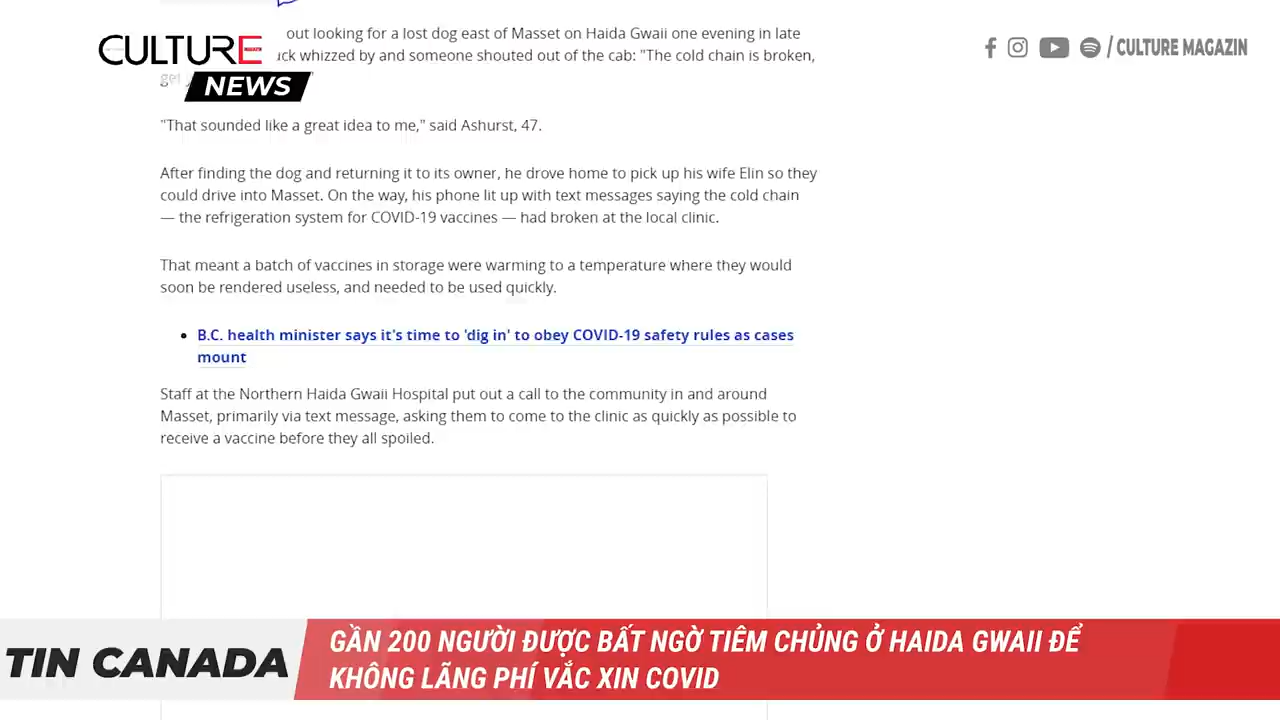 CULTURE
NEWS
/ CULTURE MAGAZIN
out looking for a lost dog east of Masset on Haida Gwaii one evening in late
whizzed by and someone shouted out of the cab: "The cold chain is broken,
"That sounded like a great idea to me," said Ashurst, 47.
After finding the dog and returning it to its owner, he drove home to pick up his wife Elin so they
could drive into Masset. On the way, his phone lit up with text messages saying the cold chain
— the refrigeration system for COVID-19 vaccines — had broken at the local clinic.
That meant a batch of vaccines in storage were warming to a temperature where they would
soon be rendered useless, and needed to be used quickly.
• B.C. health minister says it's time to 'dig in' to obey COVID-19 safety rules as cases
mount
Staff at the Northern Haida Gwaii Hospital put out a call to the community in and around
Masset, primarily via text message, asking them to come to the clinic as quickly as possible to
receive a vaccine before they all spoiled.
TIN CANADA
GẦN 200 NGƯỜI ĐƯỢC BẤT NGỜ TIÊM CHỦNG Ở HAIDA GWAII ĐỂ
KHÔNG LÃNG PHÍ VẮC XIN COVID